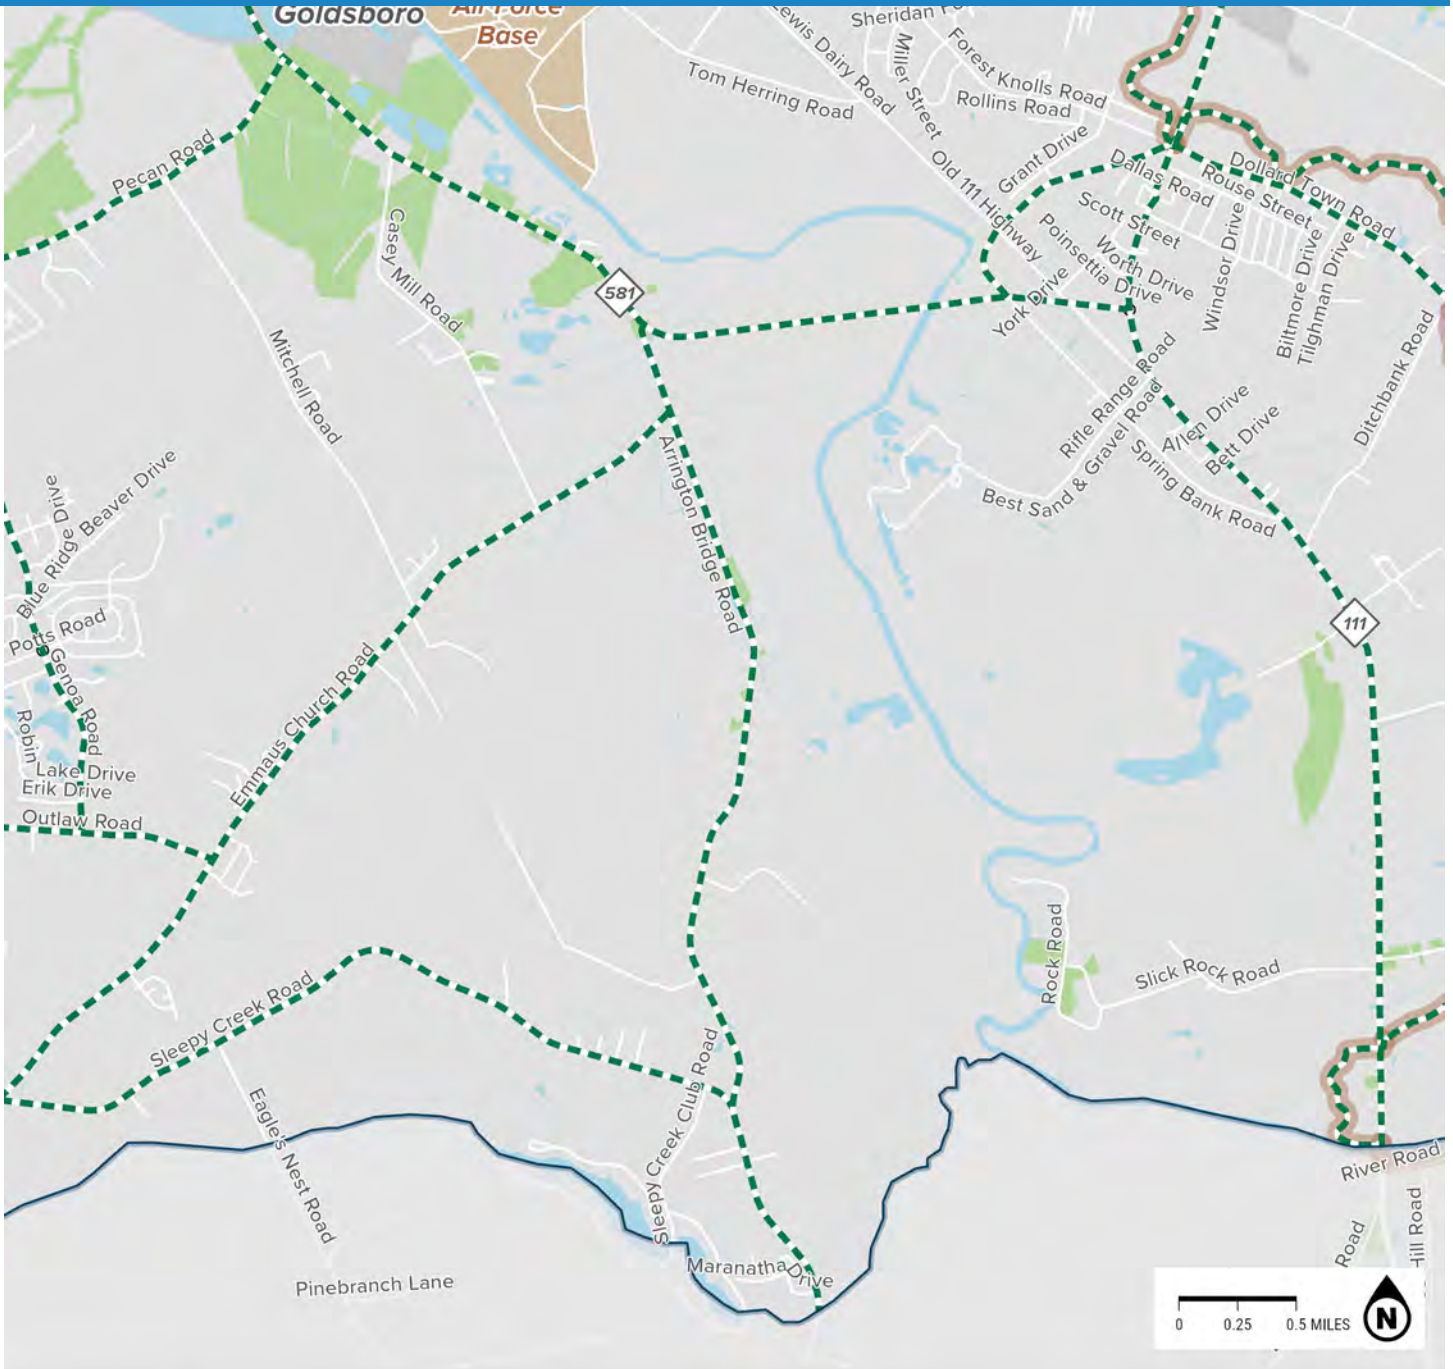 Goldsboro
Air Force
Base
Lewis Dairy Road
Sheridan
Miller Street
Forest Knolls Road
Rollins Road
Tom Herring Road
Grant Drive
Pecan Road
Old 111 Highway
Dallas Road
Dollard Town Road
Rouse Street
Scott Street
Poinsettia Drive
Worth Drive
Windsor Drive
Biltmore Drive
Tilghman Drive
York Drive
Casey Mill Road
581
Mitchell Road
Ditchbank Road
Rifle Range Road
Allen Drive
Bett Drive
Best Sand & Gravel Road
Spring Bank Road
Arrington Bridge Road
Beaver Drive
Blue Ridge Drive
Potts Road
Genoa Road
111
Emmaus Church Road
Robin
Lake Drive
Erik Drive
Outlaw Road
Rock Road
Slick Rock Road
Sleepy Creek Road
Sleepy Creek Club Road
Eagle's Nest Road
River Road
Road
Hill Road
Maranatha Drive
Pinebranch Lane
0 0.25 0.5 MILES
N